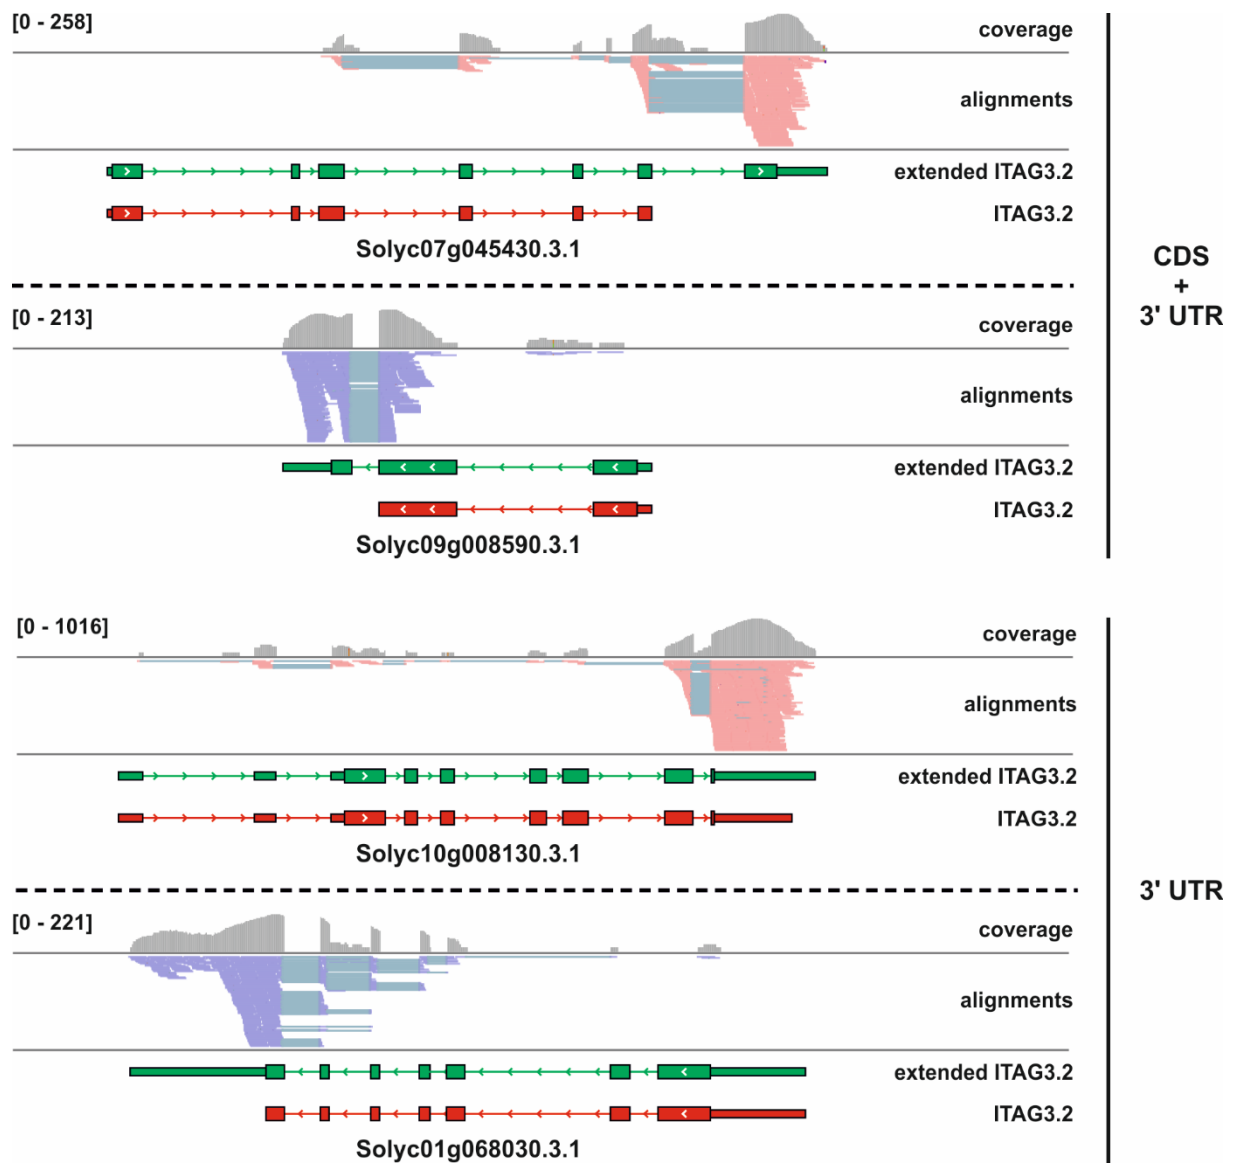 [0 - 258]
coverage
alignments
extended ITAG3.2
ITAG3.2
Solyc07g045430.3.1
CDS
+
3' UTR
[0 - 213]
coverage
alignments
extended ITAG3.2
ITAG3.2
Solyc09g008590.3.1
[0 - 1016]
coverage
alignments
extended ITAG3.2
ITAG3.2
Solyc10g008130.3.1
3' UTR
[0 - 221]
coverage
alignments
extended ITAG3.2
ITAG3.2
Solyc01g068030.3.1